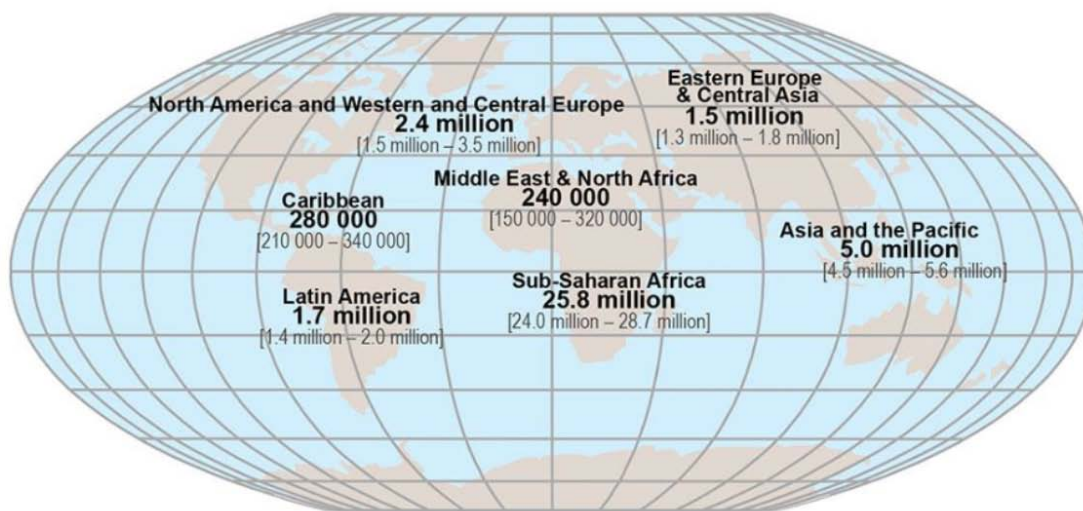 Eastern Europe
& Central Asia
1.5 million
[1.3 million – 1.8 million]
North America and Western and Central Europe
2.4 million
[1.5 million – 3.5 million]
Middle East & North Africa
240 000
[150 000 – 320 000]
Caribbean
280 000
[210 000 – 340 000]
Asia and the Pacific
5.0 million
[4.5 million – 5.6 million]
Sub-Saharan Africa
25.8 million
[24.0 million – 28.7 million]
Latin America
1.7 million
[1.4 million – 2.0 million]